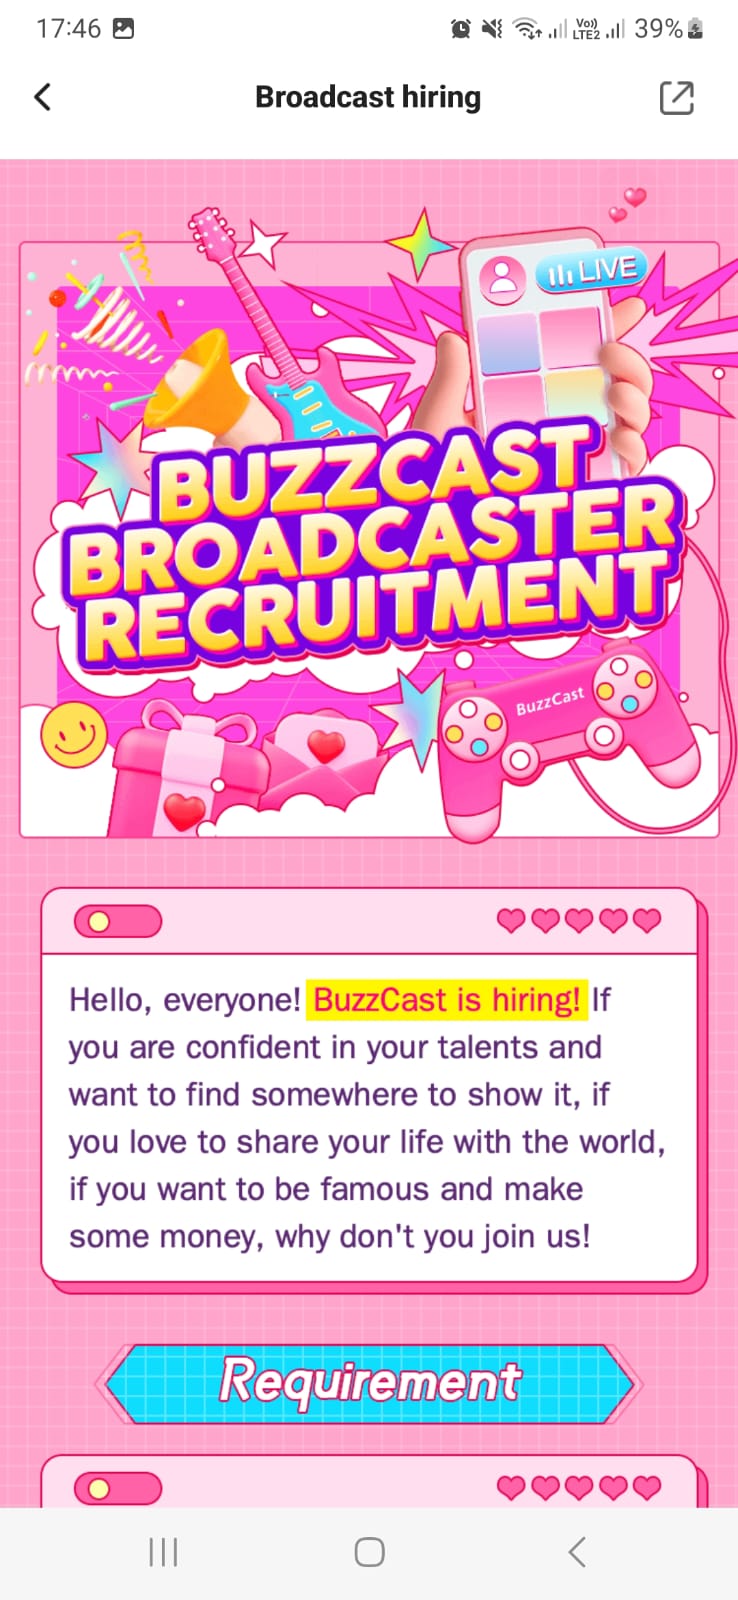 17:46
Vo))
LTE2
39%
Broadcast hiring
LIVE
BUZZCAST
BROADCASTER
RECRUITMENT
BuzzCast
Hello, everyone! BuzzCast is hiring! If
you are confident in your talents and
want to find somewhere to show it, if
you love to share your life with the world,
if you want to be famous and make
some money, why don't you join us!
Requirement